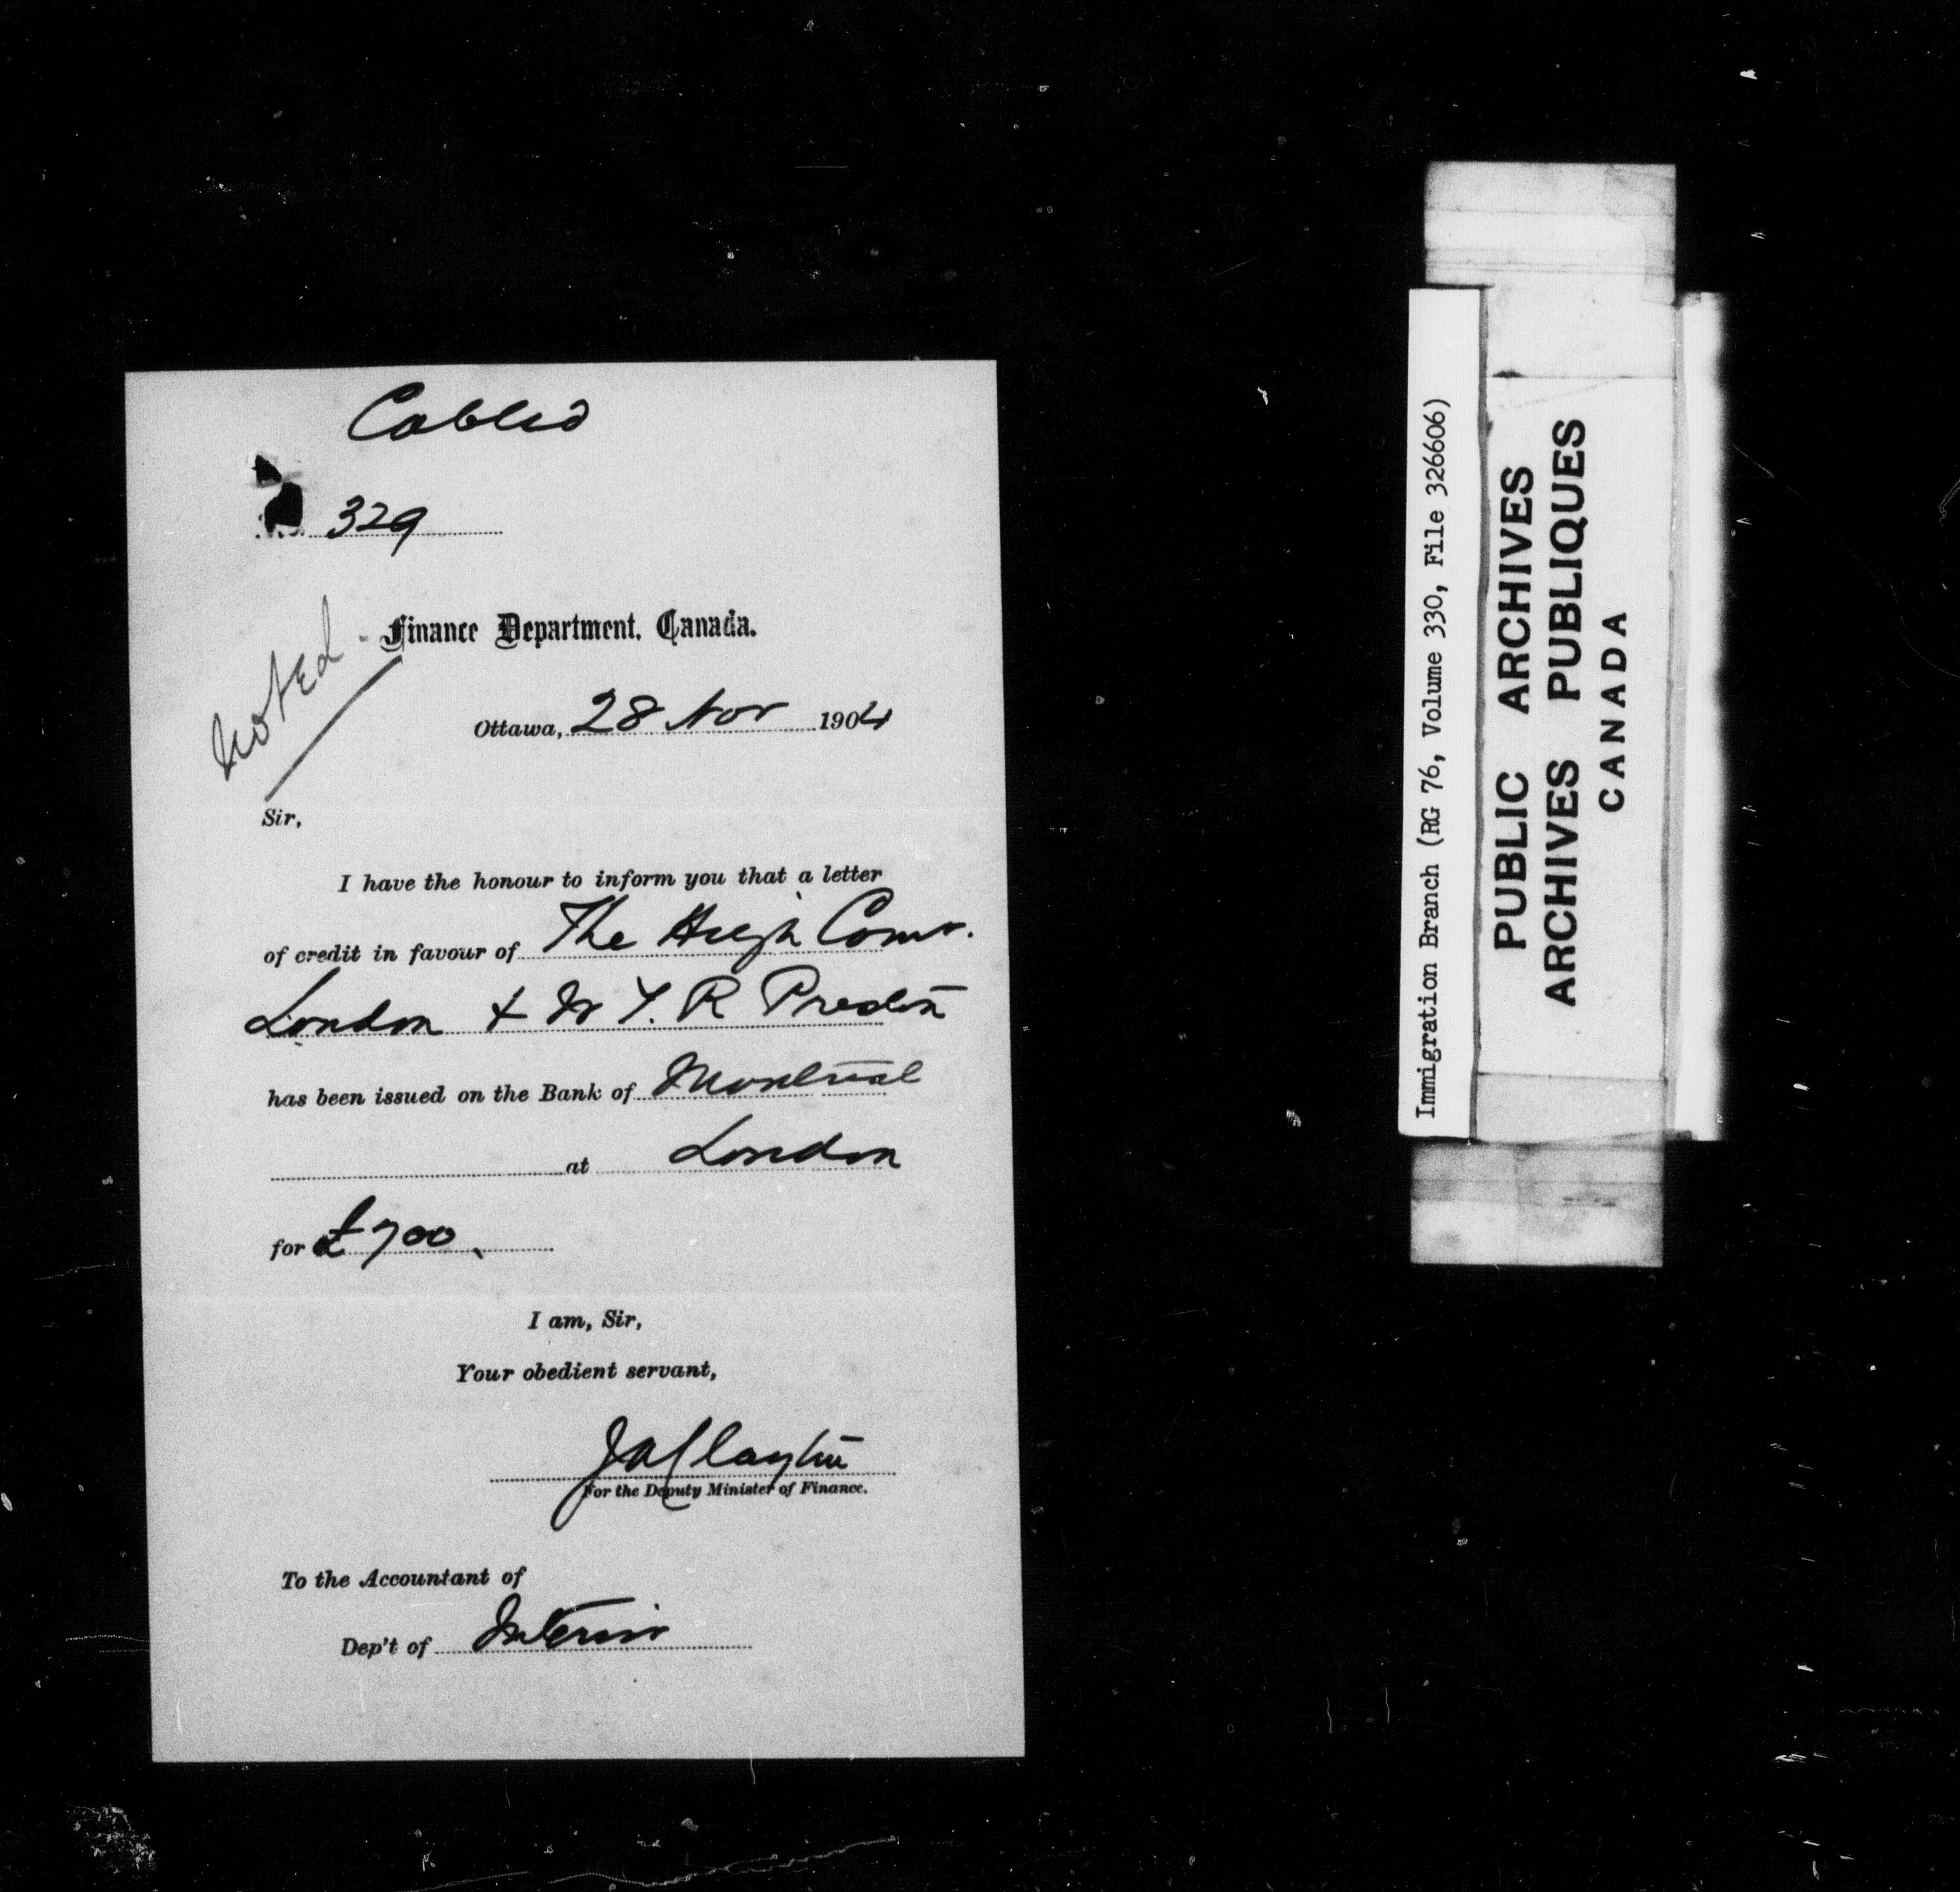 Cabled
329
Noted
Finance Department, Canada.
Ottawa, 28 Nov 1904
Sir,
I have the honour to inform you that a letter
of credit in favour of The High Comr.
London & W T. R Preston
has been issued on the Bank of Montreal
at London
for £700.
I am, Sir,
Your obedient servant,
For the Deputy Minister of Finance.
To the Accountant of
Dep't of Interior
Immigration Branch (RG 76, Volume 330, File 326606)
PUBLIC ARCHIVES
ARCHIVES PUBLIQUES
CANADA